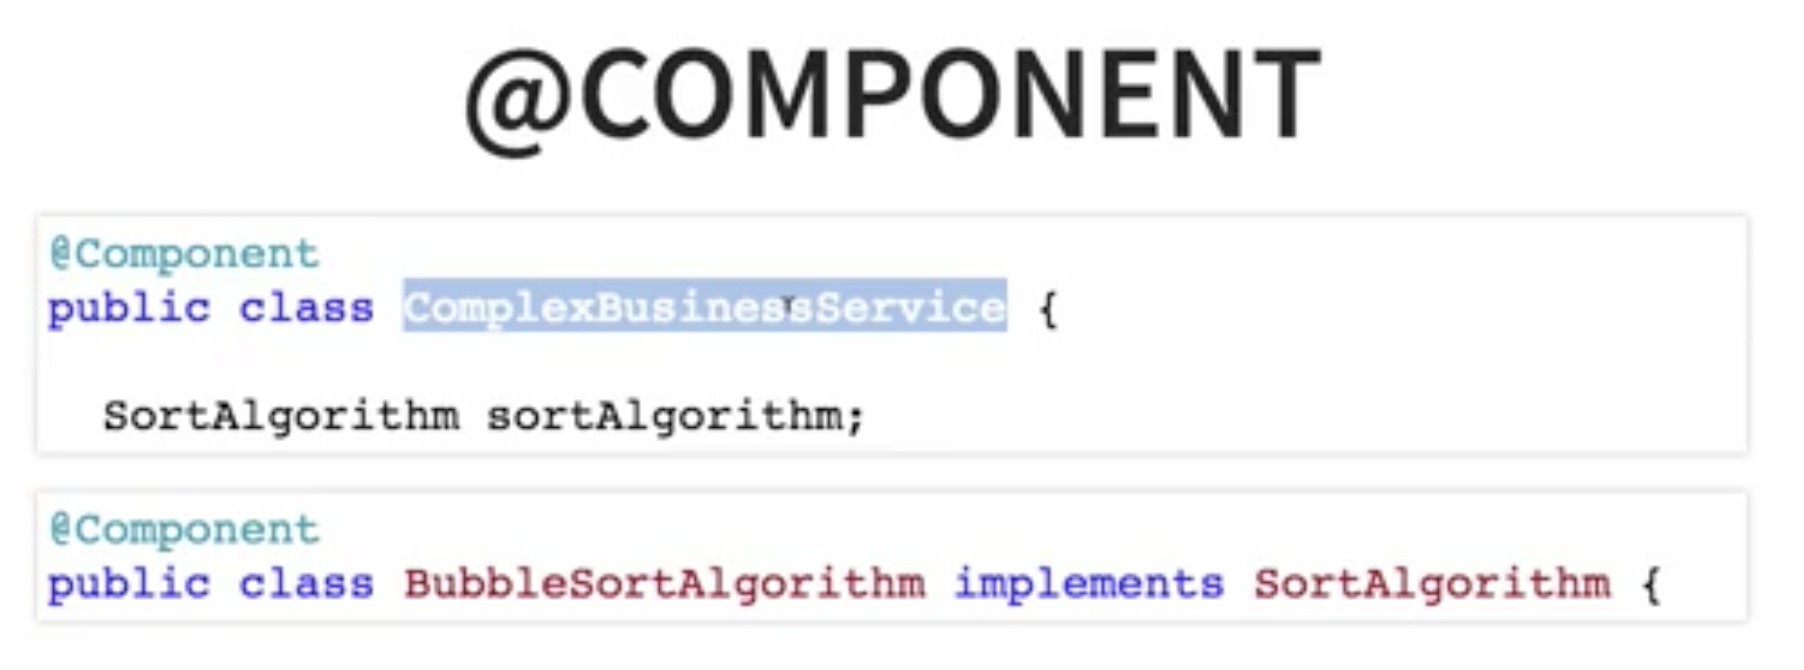 @COMPONENT
@Component
public class ComplexBusinessService {
SortAlgorithm sortAlgorithm;
@Component
public class BubbleSortAlgorithm implements SortAlgorithm {